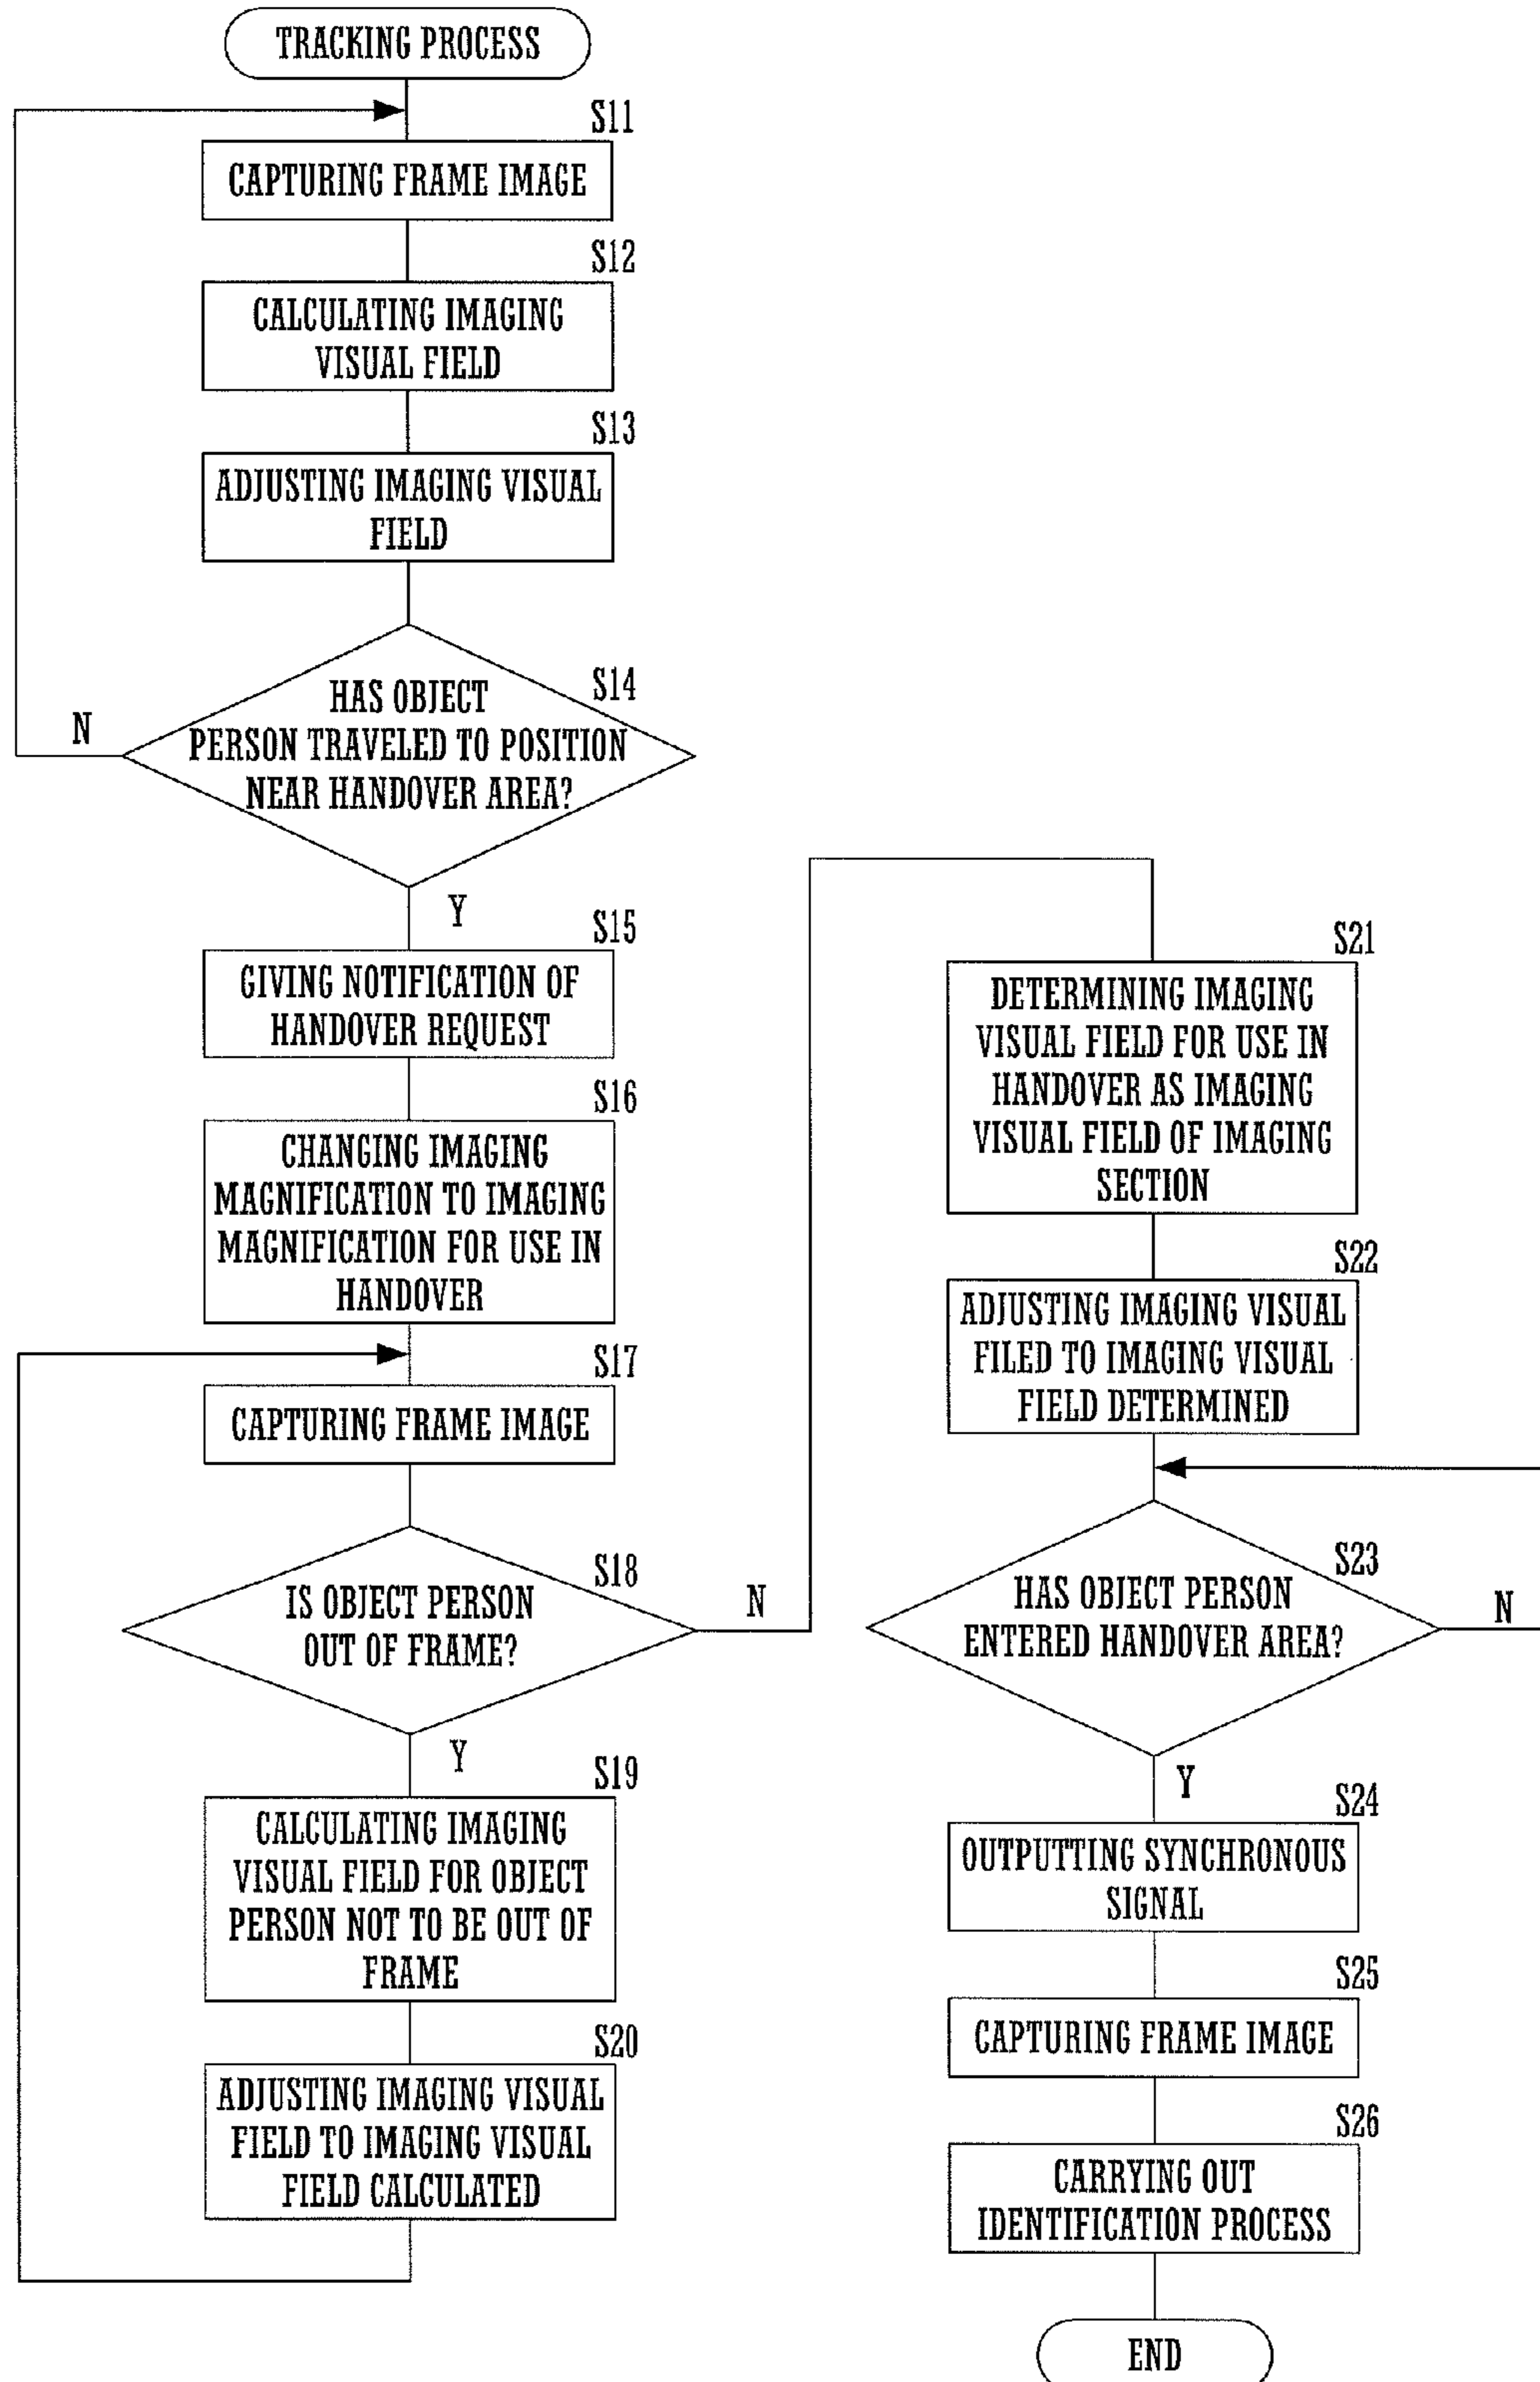 TRACKING PROCESS
S11
CAPTURING FRAME IMAGE
S12
CALCULATING IMAGING
VISUAL FIELD
S13
ADJUSTING IMAGING VISUAL
FIELD
S14
HAS OBJECT
PERSON TRAVELED TO POSITION
NEAR HANDOVER AREA?
N
Y
S15
GIVING NOTIFICATION OF
HANDOVER REQUEST
S16
CHANGING IMAGING
MAGNIFICATION TO IMAGING
MAGNIFICATION FOR USE IN
HANDOVER
S17
CAPTURING FRAME IMAGE
S18
IS OBJECT PERSON
OUT OF FRAME?
N
Y
S19
CALCULATING IMAGING
VISUAL FIELD FOR OBJECT
PERSON NOT TO BE OUT OF
FRAME
S20
ADJUSTING IMAGING VISUAL
FIELD TO IMAGING VISUAL
FIELD CALCULATED
S21
DETERMINING IMAGING
VISUAL FIELD FOR USE IN
HANDOVER AS IMAGING
VISUAL FIELD OF IMAGING
SECTION
S22
ADJUSTING IMAGING VISUAL
FILED TO IMAGING VISUAL
FIELD DETERMINED
S23
HAS OBJECT PERSON
ENTERED HANDOVER AREA?
N
Y
S24
OUTPUTTING SYNCHRONOUS
SIGNAL
S25
CAPTURING FRAME IMAGE
S26
CARRYING OUT
IDENTIFICATION PROCESS
END